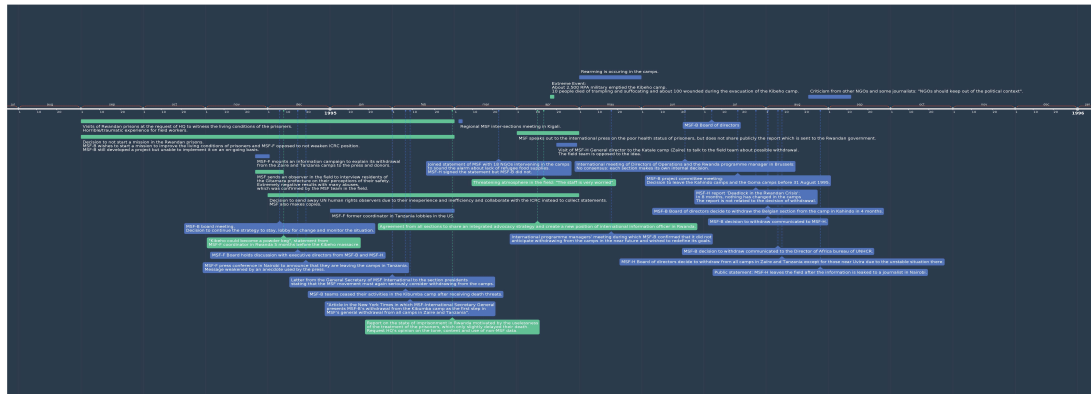 Rearming is occuring in the camps.
Extreme Event:
About 2,500 RPA military emptied the Kibeho camp.
10 people died of trampling and suffocating and about 100 wounded during the evacuation of the Kibeho camp.
Criticism from other NGOs and some journalists: "NGOs should keep out of the political context".
1995
1996
Visits of Rwandan prisons at the request of HQ to witness the living conditions of the prisoners.
Horrible/traumatic experience for field workers.
Regional MSF inter-sections meeting in Kigali.
MSF-B Board of directors
Decision to not start a mission in the Rwandan prisons.
MSF-B wishes to start a mission to improve the living conditions of prisoners and MSF-F opposed to not weaken ICRC position.
MSF-B still developed a project but unable to implement it on an on-going basis.
MSF speaks out to the international press on the poor health status of prisoners, but does not share publicly the report which is sent to the Rwandan government.
Visit of MSF-H General director to the Katale camp (Zaire) to talk to the field team about possible withdrawal.
The field team is opposed to the idea.
MSF-F mounts an information campaign to explain its withdrawal
from the Zaire and Tanzania camps to the press and donors.
Joined statement of MSF with 16 NGOs intervening in the camps
to sound the alarm about lack of refugee food supplies.
MSF-H signed the statement but MSF-B did not.
International meeting of Directors of Operations and the Rwanda programme manager in Brussels.
No consensus: each section makes its own internal decision.
MSF sends an observer in the field to interview residents of
the Gitarama prefecture on their perceptions of their safety.
Extremely negative results with many abuses,
which was confirmed by the MSF team in the field.
Threatening atmosphere in the field: "The staff is very worried"
MSF-B project committee meeting:
Decision to leave the Kahindo camps and the Goma camps before 31 August 1995.
MSF-H report 'Deadlock in the Rwandan Crisis'.
In 6 months, nothing has changed in the camps
The report is not related to the decision of withdrawal.
Decision to send away UN human rights observers due to their inexperience and inefficiency and collaborate with the ICRC instead to collect statements.
MSF also makes copies.
MSF-F former coordinator in Tanzania lobbies in the US.
MSF-B Board of directors decide to withdraw the Belgian section from the camp in Kahindo in 4 months.
MSF-B decision to withdraw communicated to MSF-H.
MSF-B board meeting.
Decision to continue the strategy to stay, lobby for change and monitor the situation.
Agreement from all sections to share an integrated advocacy strategy and create a new position of international information officer in Rwanda.
"Kibeho could become a powder keg", statement from
MSF-F coordinator in Rwanda 5 months before the Kibeho massacre.
International programme managers' meeting during which MSF-B confirmed that it did not
anticipate withdrawing from the camps in the near future and wished to redefine its goals.
MSF-F Board holds discussion with executive directors from MSF-B and MSF-H.
MSF-B decision to withdraw communicated to the Director of Africa bureau of UNHCR.
MSF-F press conference in Nairobi to announce that they are leaving the camps in Tanzania.
Message weakened by an anecdote used by the press.
MSF-H Board of directors decide to withdraw from all camps in Zaire and Tanzania except for those near Uvira due to the unstable situation there.
Public statement: MSF-H leaves the field after the information is leaked to a journalist in Nairobi.
Letter from the General Secretary of MSF International to the section presidents
stating that the MSF movement must again seriously consider withdrawing from the camps.
MSF-B teams ceased their activities in the Kitumba camp after receiving death threats.
"Article in the New York Times in which MSF International Secretary General
presents MSF-B's withdrawal from the Kitumba camp as the first step in
MSF's general withdrawal from all camps in Zaire and Tanzania"
Report on the state of imprisonment in Rwanda motivated by the uselessness
of the treatment of the prisoners, which only slightly delayed their death.
Request HQ's opinion on the tone, content and use of non-MSF data.